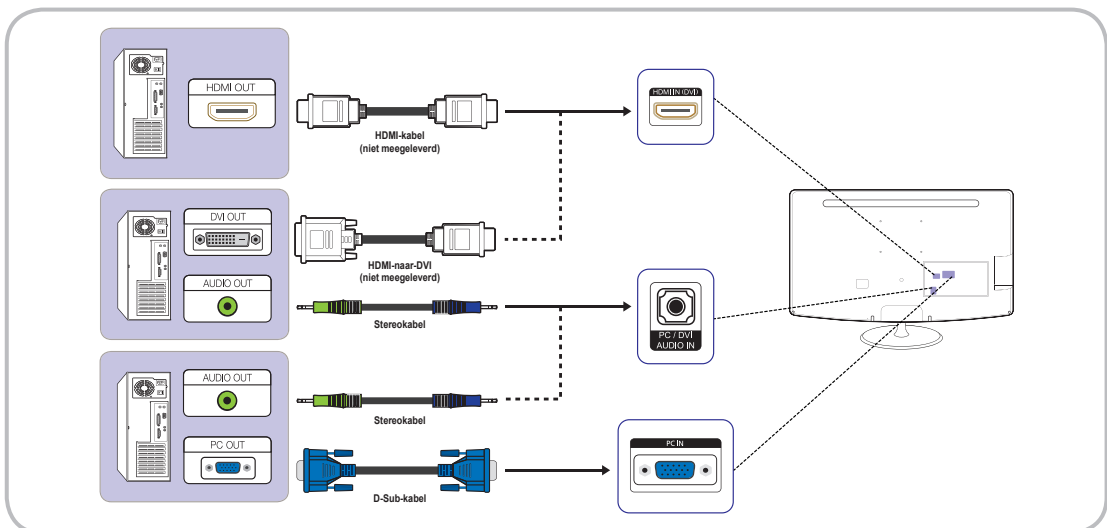 HDMI OUT
HDMI-kabel
(niet meegeleverd)
HDMI IN (DVI)
DVI OUT
HDMI-naar-DVI
(niet meegeleverd)
AUDIO OUT
Stereokabel
PC / DVI
AUDIO IN
AUDIO OUT
Stereokabel
PC OUT
D-Sub-kabel
PC IN